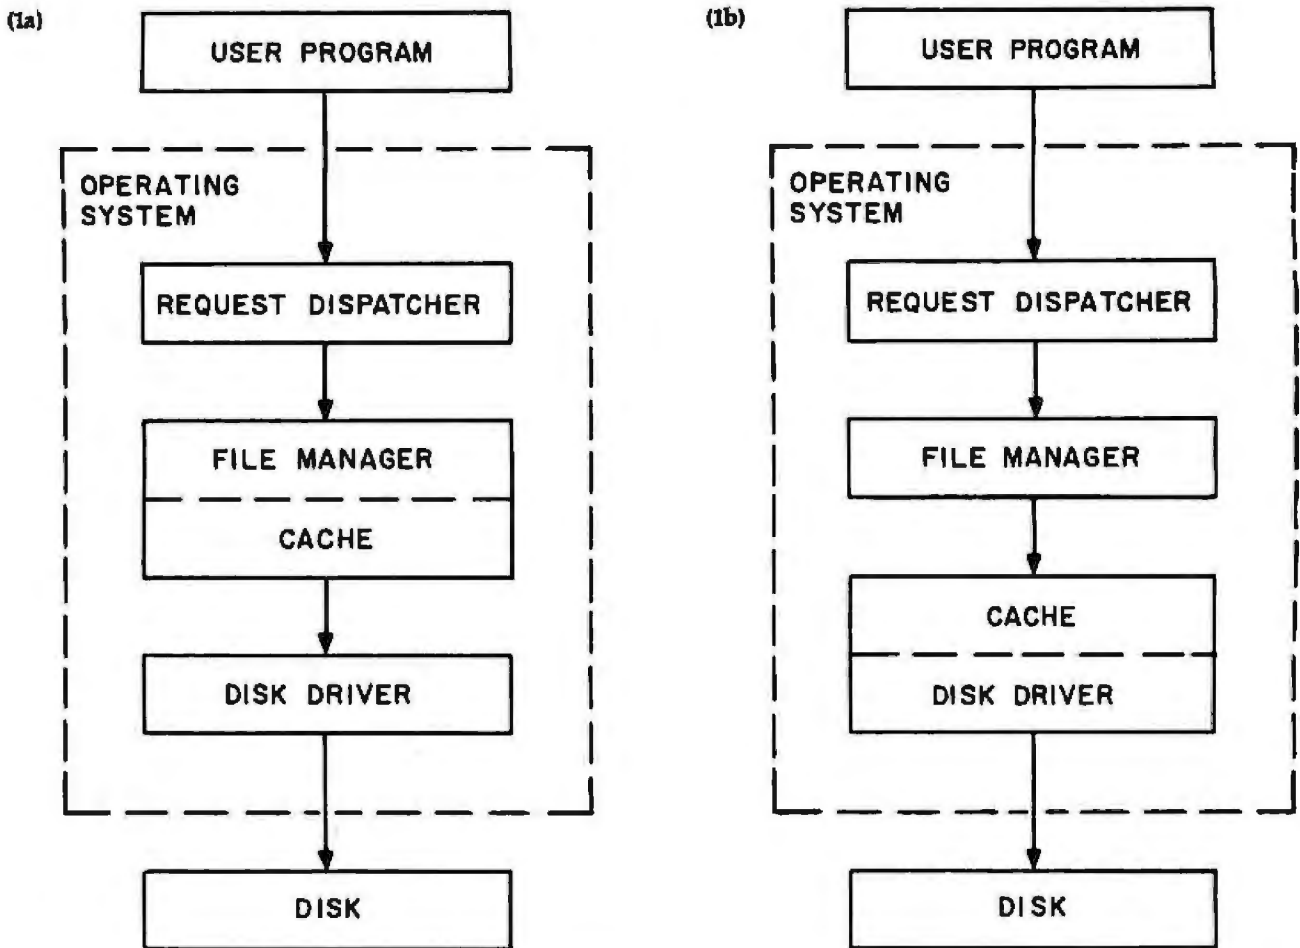 (1a)
USER PROGRAM
OPERATING
SYSTEM
REQUEST DISPATCHER
FILE MANAGER
CACHE
DISK DRIVER
DISK
(1b)
USER PROGRAM
OPERATING
SYSTEM
REQUEST DISPATCHER
FILE MANAGER
CACHE
DISK DRIVER
DISK